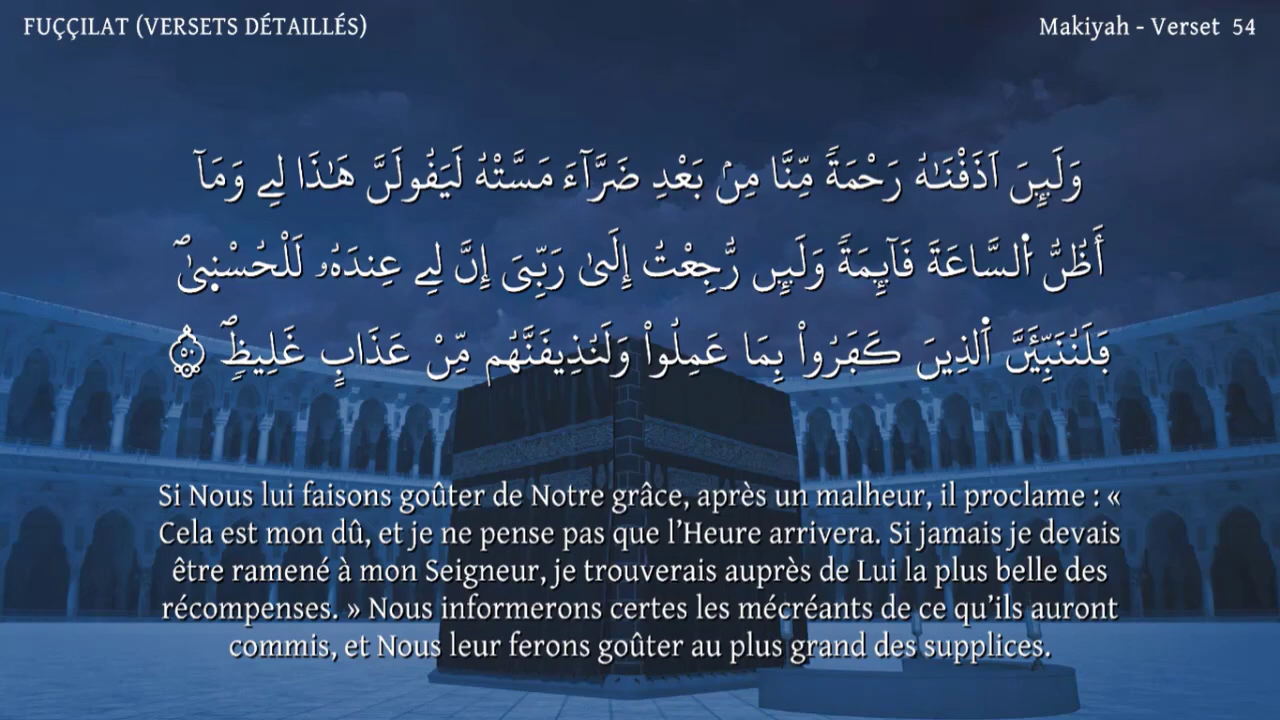 FUÇÇILAT (VERSETS DÉTAILLÉS)
Makiyah - Verset 54
وَلَئِنَ اَذَقْنَٰهُ رَحْمَةٗ مِّنَّا مِنۢ بَعْدِ ضَرَّآءَ مَسَّتْهُ لَيَقُولَنَّ هَٰذَا لِے وَمَآ
أَظُنُّ اُ۬لسَّاعَةَ قَآئِمَةٗ وَلَئِن رُّجِعْتُ إِلَىٰ رَبِّيَ إِنَّ لِے عِندَهُۥ لَلْحُسْنۭىٰۖ
فَلَنُنَبِّئَنَّ اَ۬لذِينَ كَفَرُواْ بِمَا عَمِلُواْ وَلَنُذِيقَنَّهُم مِّنْ عَذَابٍ غَلِيظٖۖ
Si Nous lui faisons goûter de Notre grâce, après un malheur, il proclame : «
Cela est mon dû, et je ne pense pas que l’Heure arrivera. Si jamais je devais
être ramené à mon Seigneur, je trouverais auprès de Lui la plus belle des
récompenses. » Nous informerons certes les mécréants de ce qu’ils auront
commis, et Nous leur ferons goûter au plus grand des supplices.